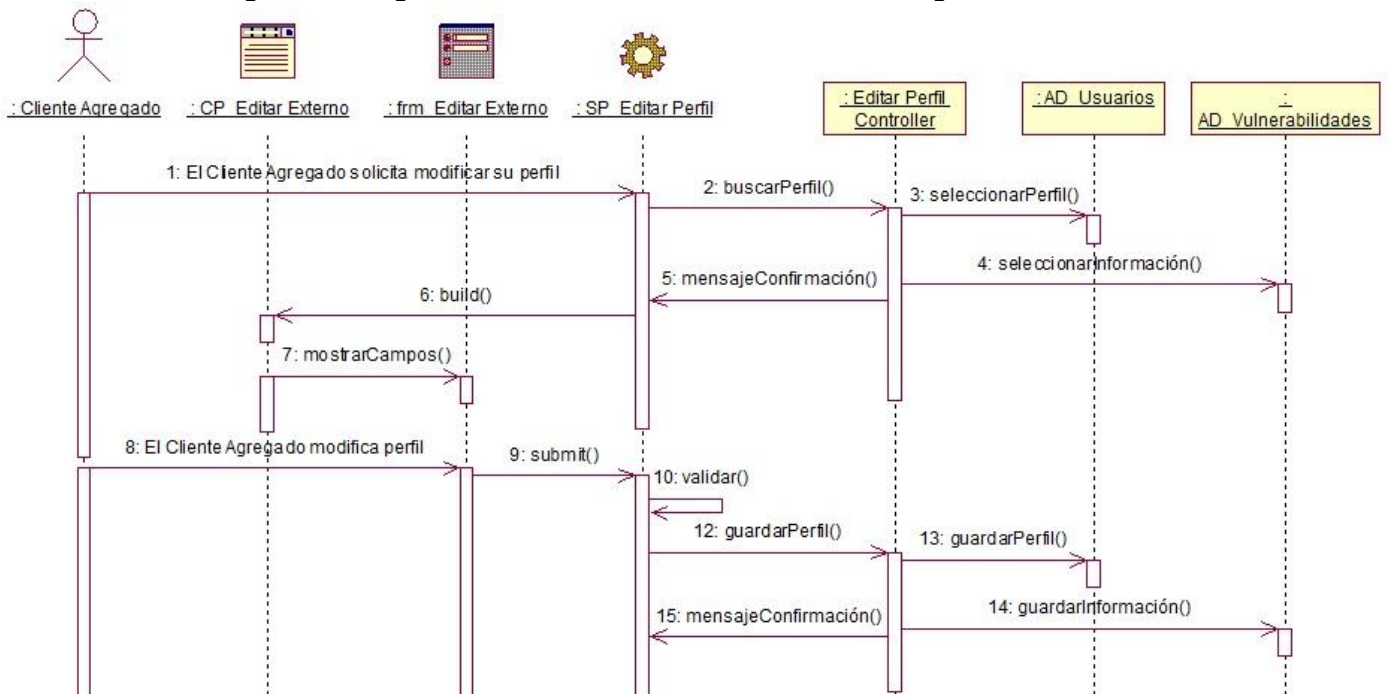 : Cliente Agregado
: CP_Editar Externo
: frm_Editar Externo
: SP_Editar Perfil
: Editar Perfil
Controller
: AD_Usuarios
:
AD_Vulnerabilidades
1: El Cliente Agregado solicita modificar su perfil
2: buscarPerfil()
3: seleccionarPerfil()
4: seleccionarInformación()
5: mensajeConfirmación()
6: build()
7: mostrarCampos()
8: El Cliente Agregado modifica perfil
9: submit()
10: validar()
12: guardarPerfil()
13: guardarPerfil()
14: guardarInformación()
15: mensajeConfirmación()